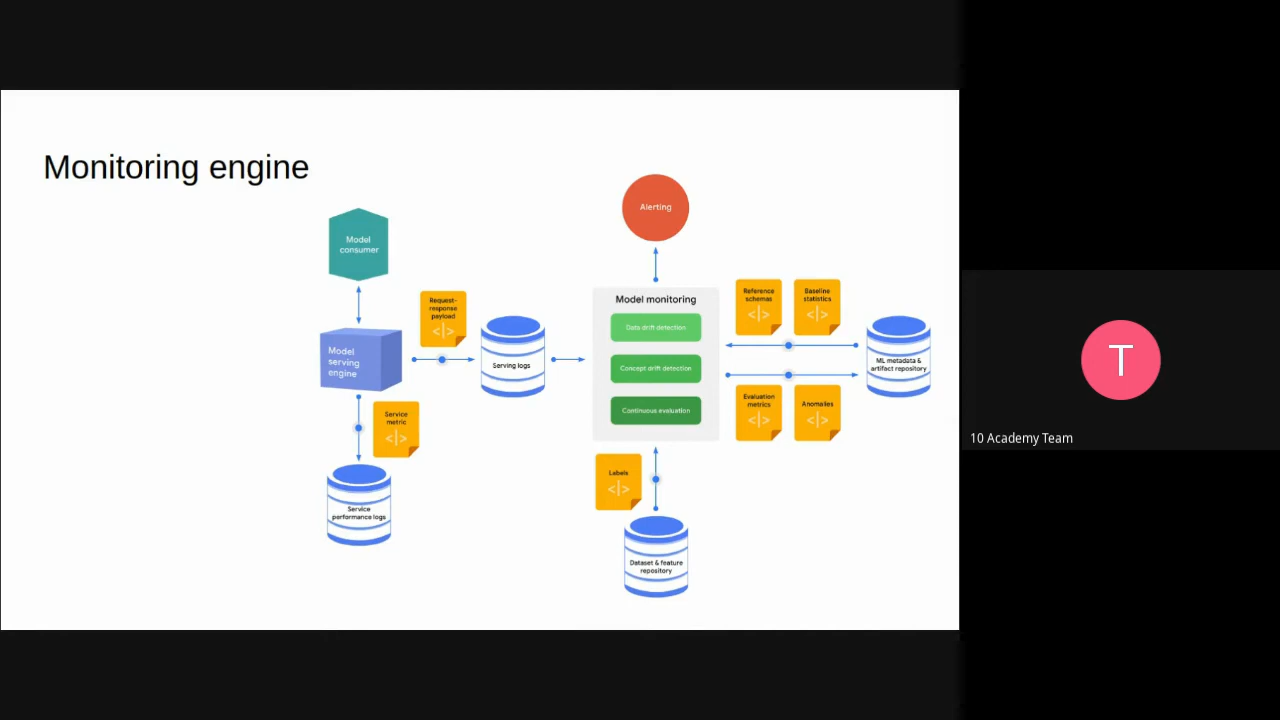 Monitoring engine
Alerting
Model
consumer
Request-
response
payload
</>
Model monitoring
Data drift detection
Concept drift detection
Continuous evaluation
Reference
schemas
</>
Baseline
statistics
</>
Model
serving
engine
Serving logs
ML metadata &
artifact repository
Service
metric
</>
Evaluation
metrics
</>
Anomalies
</>
Labels
</>
Service
performance logs
Dataset & feature
repository
T
10 Academy Team